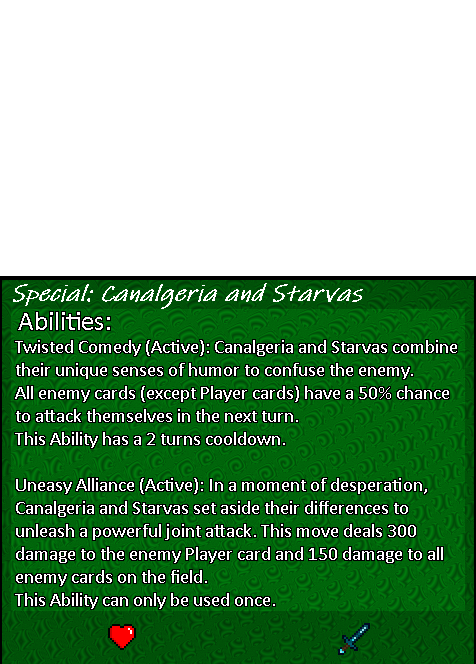 Special: Canalgeria and Starvas
Abilities:
Twisted Comedy (Active): Canalgeria and Starvas combine
their unique senses of humor to confuse the enemy.
All enemy cards (except Player cards) have a 50% chance
to attack themselves in the next turn.
This Ability has a 2 turns cooldown.
Uneasy Alliance (Active): In a moment of desperation,
Canalgeria and Starvas set aside their differences to
unleash a powerful joint attack. This move deals 300
damage to the enemy Player card and 150 damage to all
enemy cards on the field.
This Ability can only be used once.